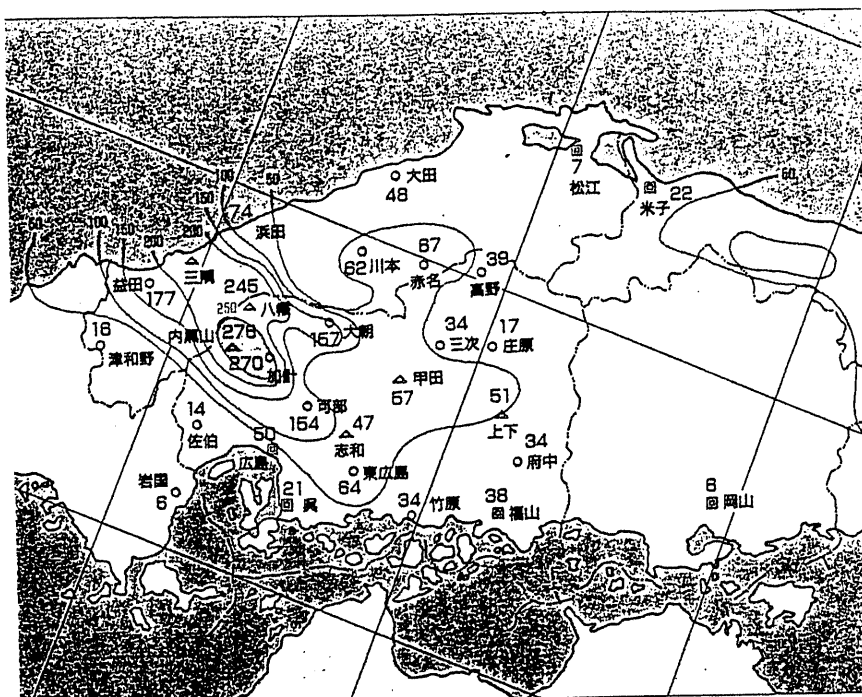 7
松江
22
米子
50
大田
48
50
100
150
200
74
浜田
50
100
150
200
三隅
益田
177
245
250
八幡
62
川本
67
赤名
39
高野
16
津和野
内黒山
276
270
加計
157
大朝
34
三次
17
庄原
甲田
57
51
上下
14
佐伯
154
可部
47
志和
34
府中
50
広島
64
東広島
岩国
6
21
呉
34
竹原
38
福山
6
岡山